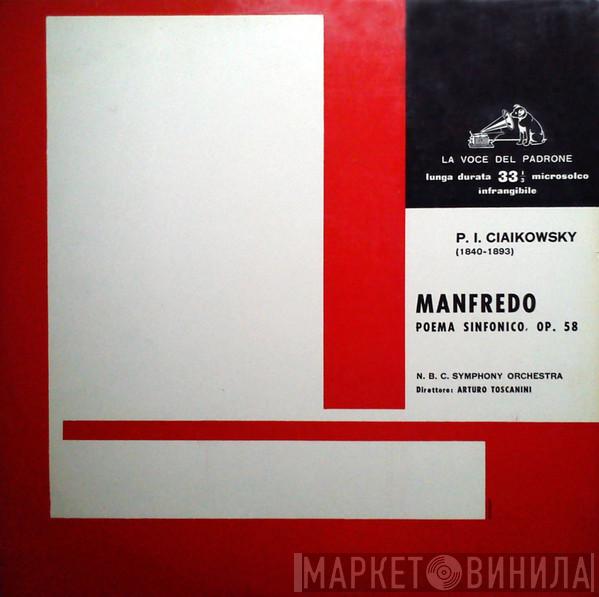 LA VOCE DEL PADRONE
lunga durata 33 1/3 microsolco
infrangibile
P. I. CIAIKOWSKY
(1840-1893)
MANFREDO
POEMA SINFONICO, OP. 58
N. B. C. SYMPHONY ORCHESTRA
Direttore: ARTURO TOSCANINI
МАРКЕТ ВИНИЛА